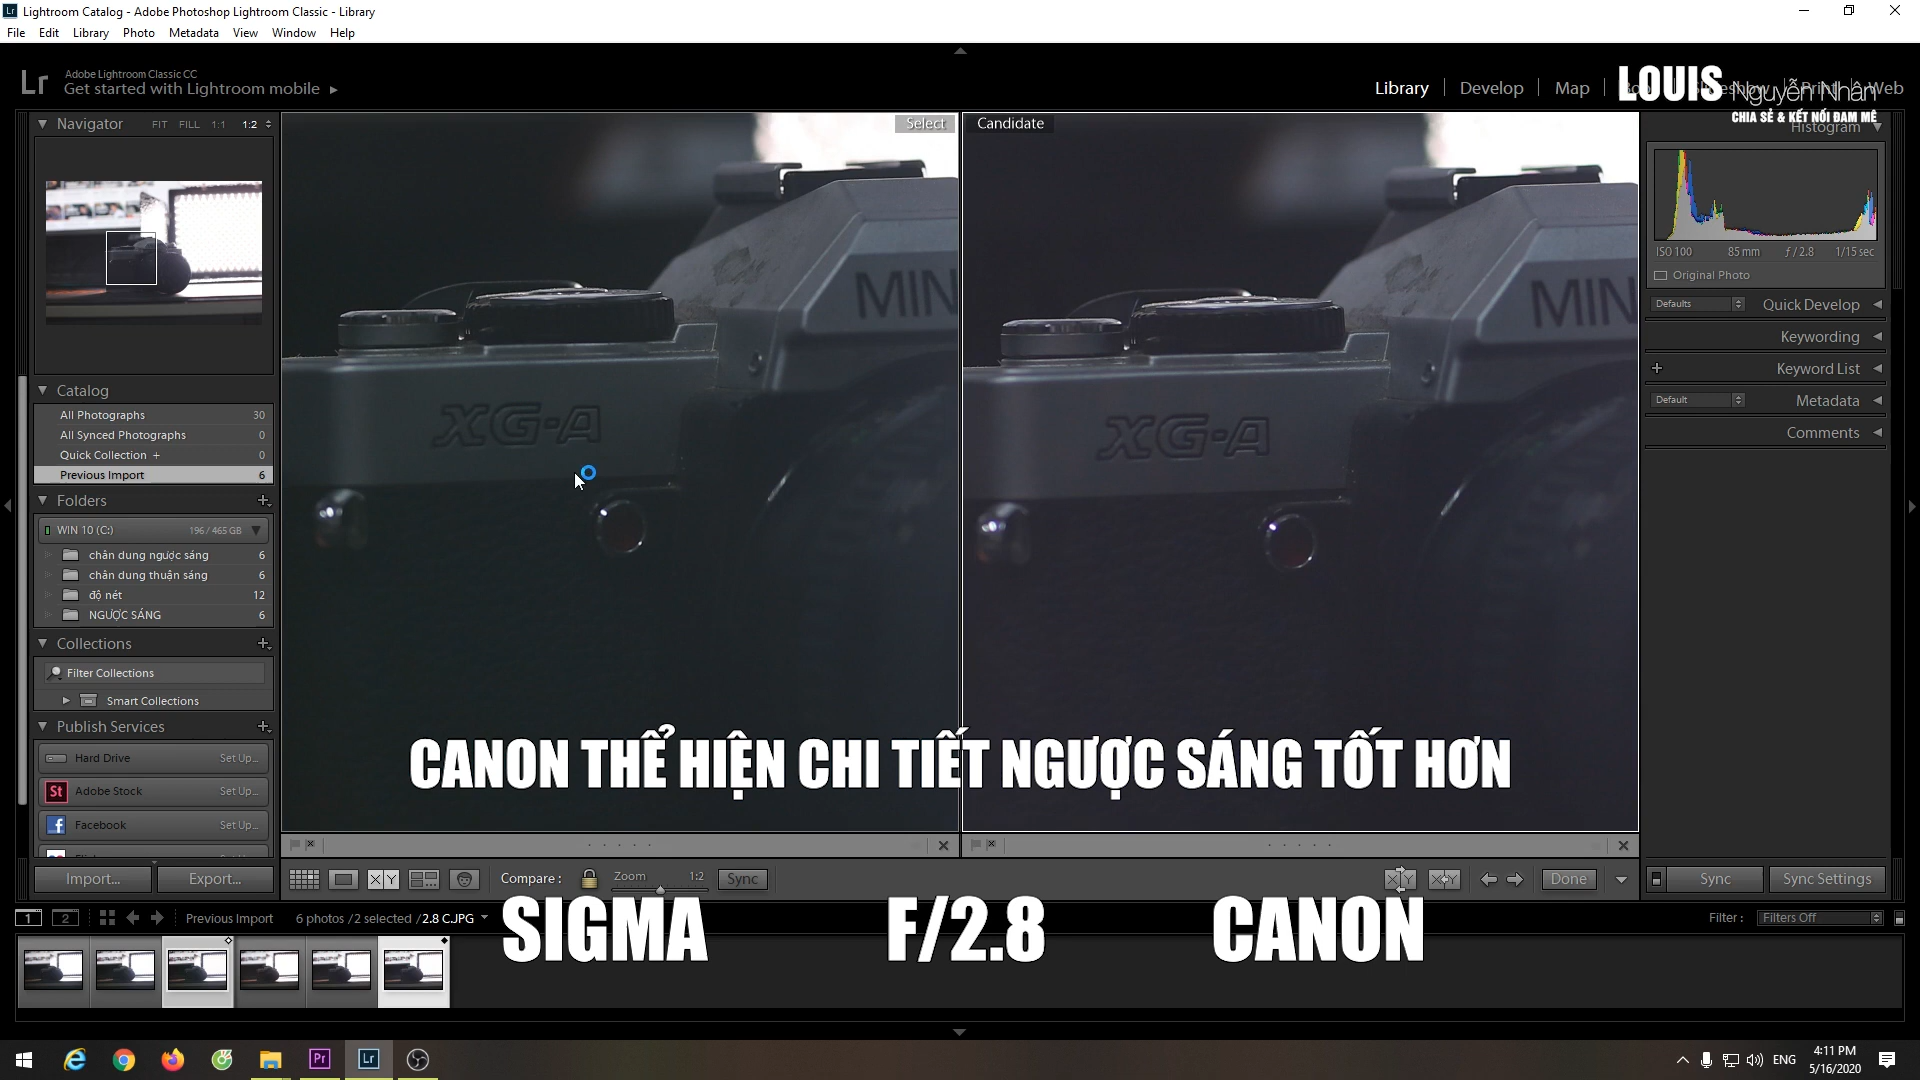 Lightroom Catalog - Adobe Photoshop Lightroom Classic - Library
File Edit Library Photo Metadata View Window Help
Lr
Adobe Lightroom Classic CC
Get started with Lightroom mobile
Library Develop Map Print Web
LOUIS Nguyễn Nhân
CHIA SẺ & KẾT NỐI ĐAM MÊ
Navigator FIT FILL 1:1 1:2
Select
Candidate
Histogram
ISO 100 85 mm ƒ / 2.8 1/15 sec
Original Photo
Defaults Quick Develop
Keywording
Keyword List
Default Metadata
Comments
MIN
MIN
XG-A
XG-A
Catalog
All Photographs 30
All Synced Photographs 0
Quick Collection + 0
Previous Import 6
Folders
WIN 10 (C:) 196 / 465 GB
chân dung ngược sáng 6
chân dung thuận sáng 6
độ nét 12
NGƯỢC SÁNG 6
Collections
Filter Collections
Smart Collections
Publish Services
Hard Drive Set Up...
St Adobe Stock Set Up...
Facebook Set Up...
Import... Export...
CANON THỂ HIỆN CHI TIẾT NGƯỢC SÁNG TỐT HƠN
Compare : Zoom 1:2 Sync
Done
Sync Sync Settings
1 2 Previous Import 6 photos / 2 selected / 2.8 C.JPG
Filter : Filters Off
SIGMA F/2.8 CANON
Pr Lr
ENG
4:11 PM
5/16/2020